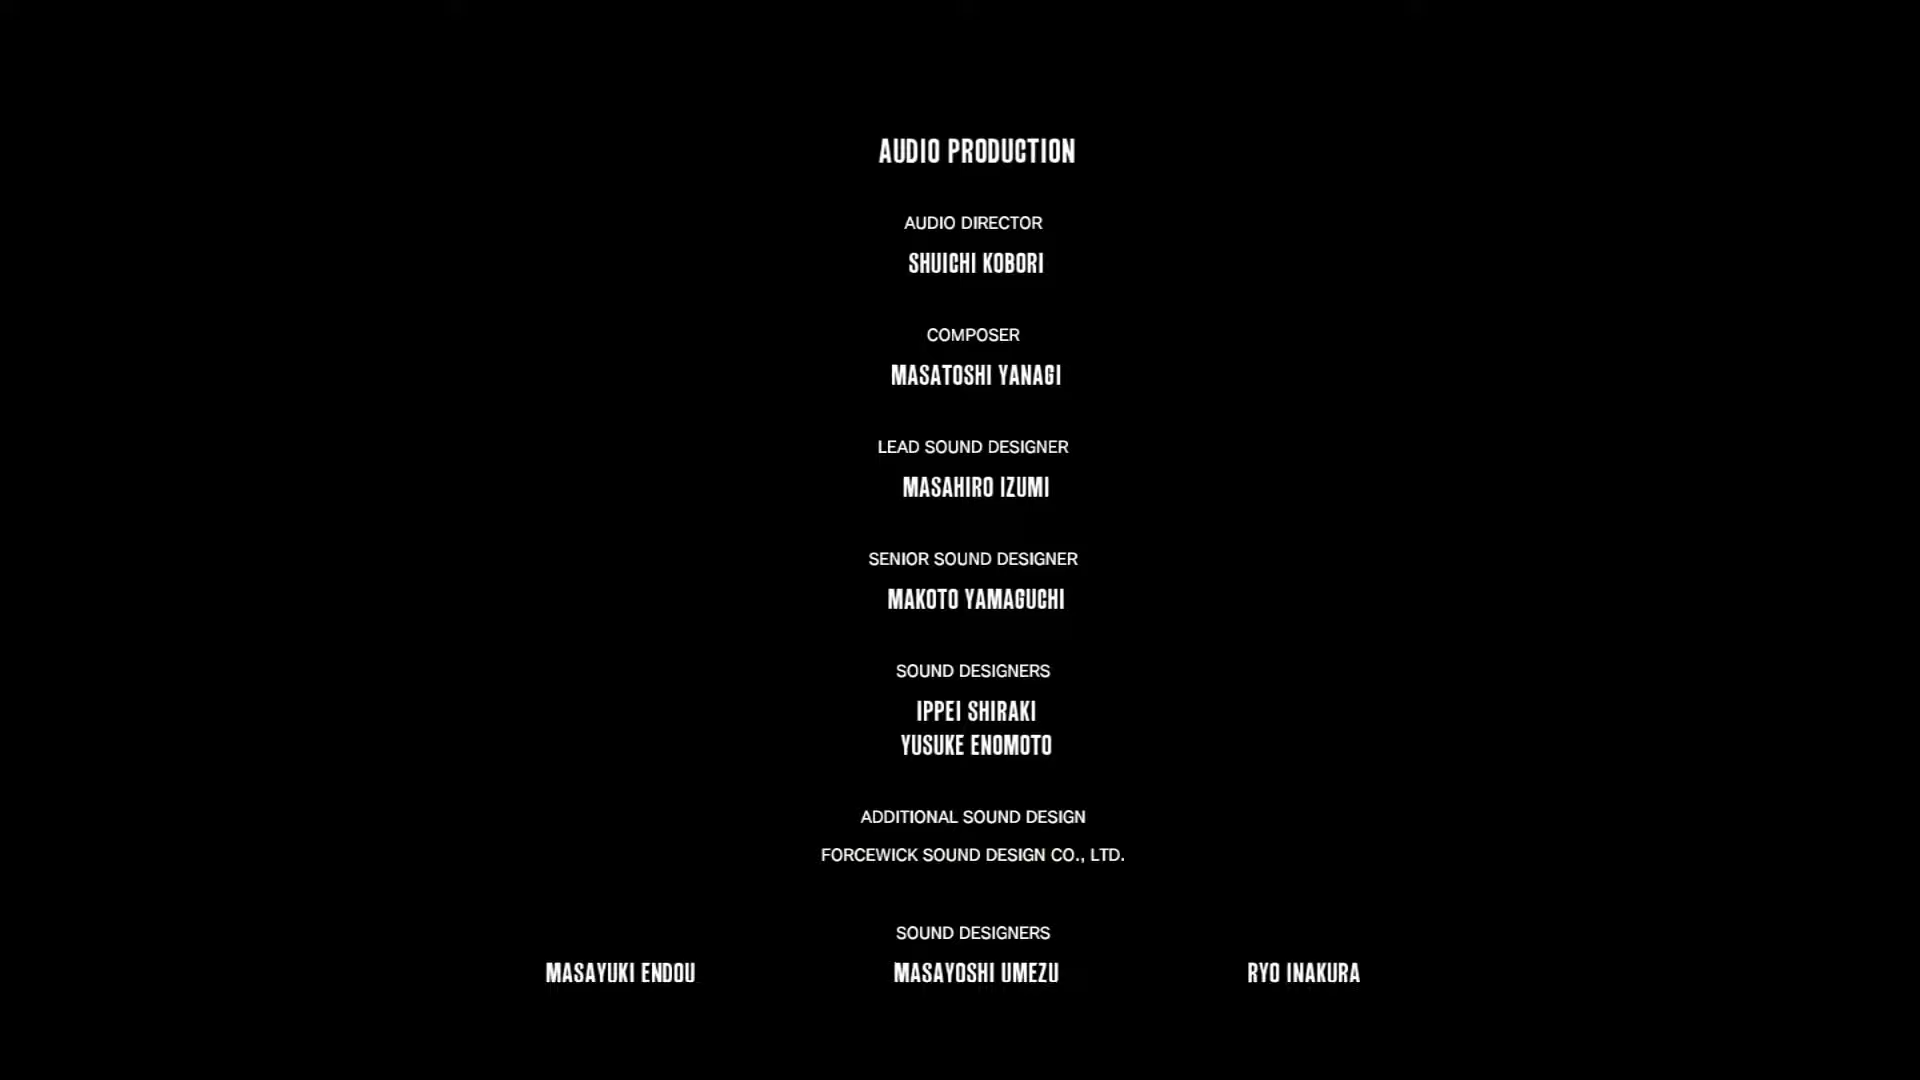 AUDIO PRODUCTION
AUDIO DIRECTOR
SHUICHI KOBORI
COMPOSER
MASATOSHI YANAGI
LEAD SOUND DESIGNER
MASAHIRO IZUMI
SENIOR SOUND DESIGNER
MAKOTO YAMAGUCHI
SOUND DESIGNERS
IPPEI SHIRAKI
YUSUKE ENOMOTO
ADDITIONAL SOUND DESIGN
FORCEWICK SOUND DESIGN CO., LTD.
SOUND DESIGNERS
MASAYUKI ENDOU MASAYOSHI UMEZU RYO INAKURA